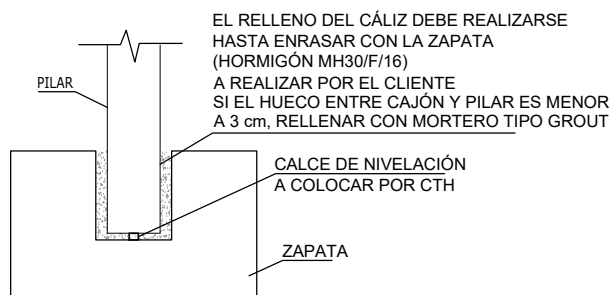 EL RELLENO DEL CÁLIZ DEBE REALIZARSE
HASTA ENRASAR CON LA ZAPATA
(HORMIGÓN MH30/F/16)
A REALIZAR POR EL CLIENTE
SI EL HUECO ENTRE CAJÓN Y PILAR ES MENOR
A 3 cm, RELLENAR CON MORTERO TIPO GROUT
PILAR
CALCE DE NIVELACIÓN
A COLOCAR POR CTH
ZAPATA